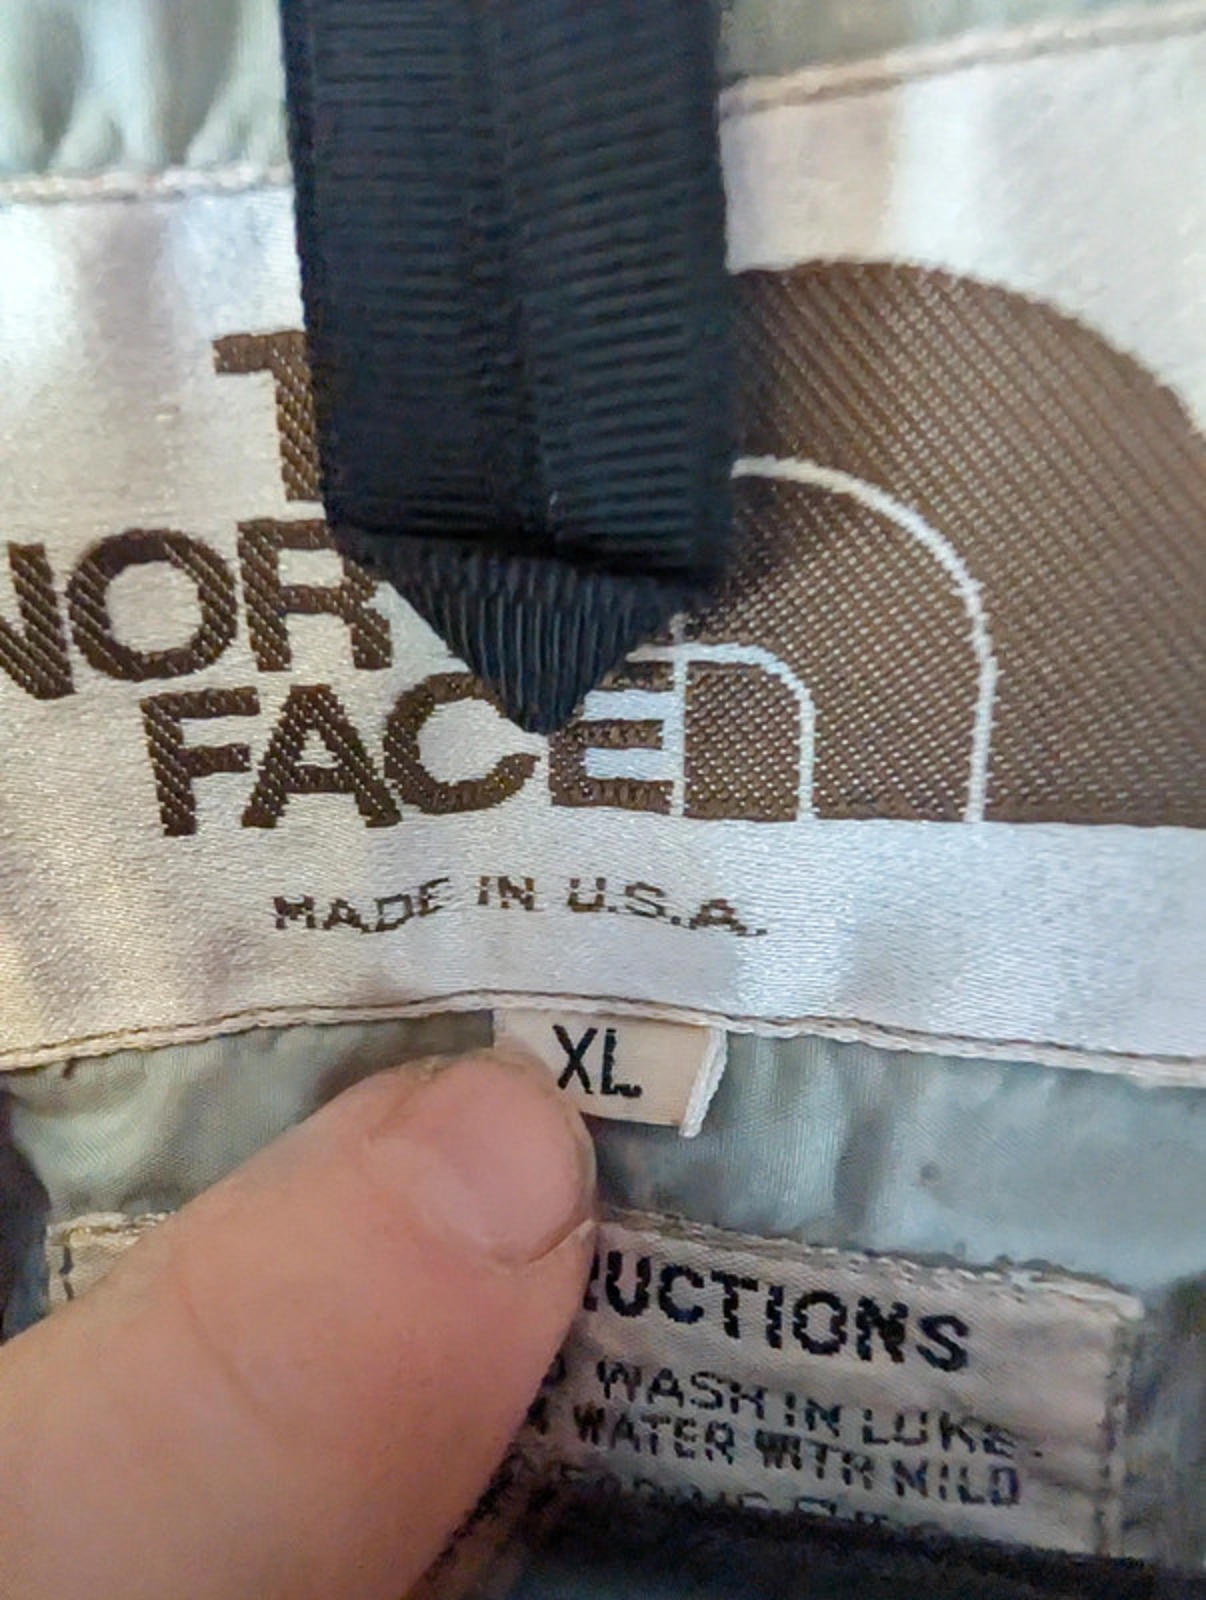 T
NOR
FACE
MADE IN U.S.A.
XL
UCTIONS
WASH IN LUKE-
WATER WITH MILD